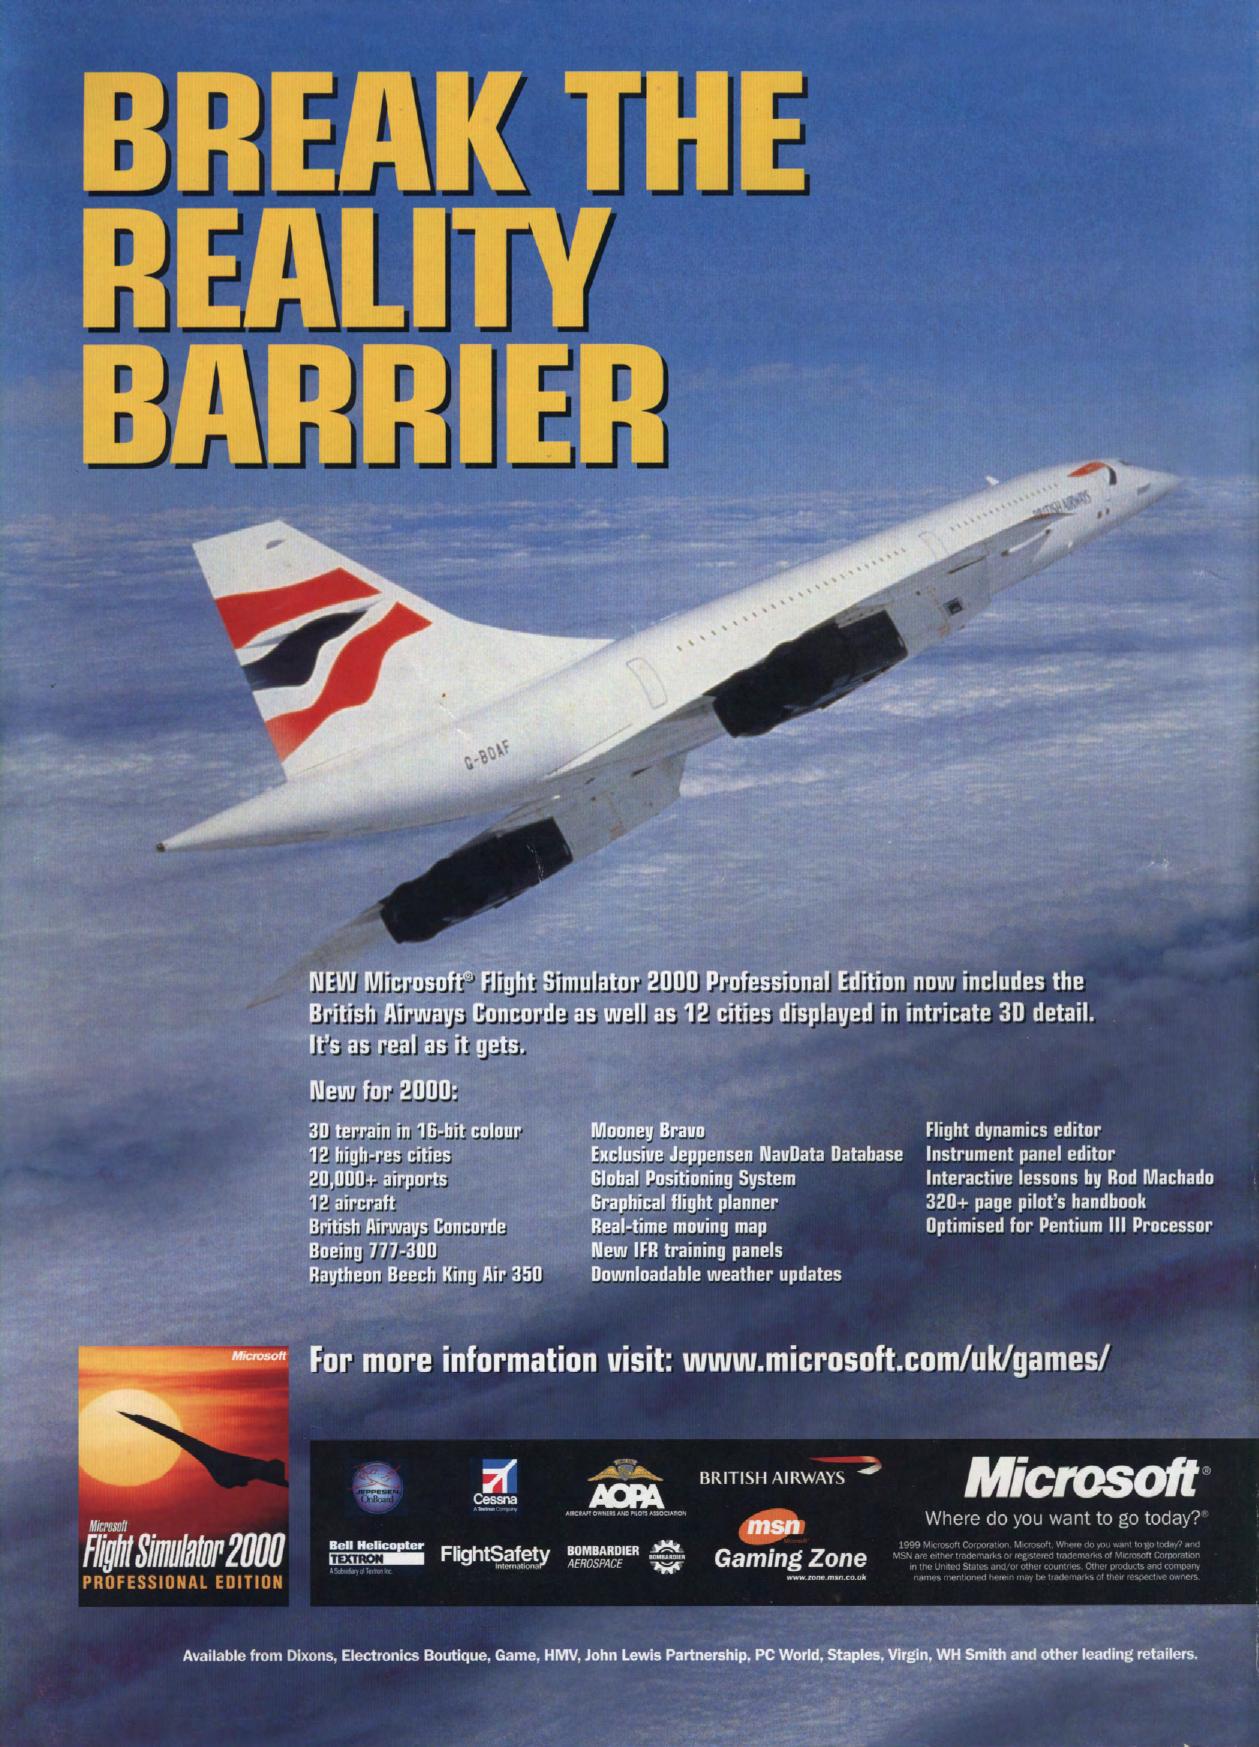 BREAK THE
REALITY
BARRIER
BRITISH AIRWAYS
G-BOAF
NEW Microsoft® Flight Simulator 2000 Professional Edition now includes the
British Airways Concorde as well as 12 cities displayed in intricate 3D detail.
It's as real as it gets.
New for 2000:
3D terrain in 16-bit colour
12 high-res cities
20,000+ airports
12 aircraft
British Airways Concorde
Boeing 777-300
Raytheon Beech King Air 350
Mooney Bravo
Exclusive Jeppensen NavData Database
Global Positioning System
Graphical flight planner
Real-time moving map
New IFR training panels
Downloadable weather updates
Flight dynamics editor
Instrument panel editor
Interactive lessons by Rod Machado
320+ page pilot's handbook
Optimised for Pentium III Processor
For more information visit: www.microsoft.com/uk/games/
Microsoft
Microsoft
Flight Simulator 2000
PROFESSIONAL EDITION
JEPPESEN
OnBoard
Cessna
A Textron Company
AOPA
AIRCRAFT OWNERS AND PILOTS ASSOCIATION
BRITISH AIRWAYS
Bell Helicopter
TEXTRON
A Subsidiary of Textron Inc.
FlightSafety
International
BOMBARDIER
AEROSPACE
BOMBARDIER
msn
Microsoft
Gaming Zone
www.zone.msn.co.uk
Microsoft®
Where do you want to go today?®
1999 Microsoft Corporation. Microsoft, Where do you want to go today? and
MSN are either trademarks or registered trademarks of Microsoft Corporation
in the United States and/or other countries. Other products and company
names mentioned herein may be trademarks of their respective owners.
Available from Dixons, Electronics Boutique, Game, HMV, John Lewis Partnership, PC World, Staples, Virgin, WH Smith and other leading retailers.